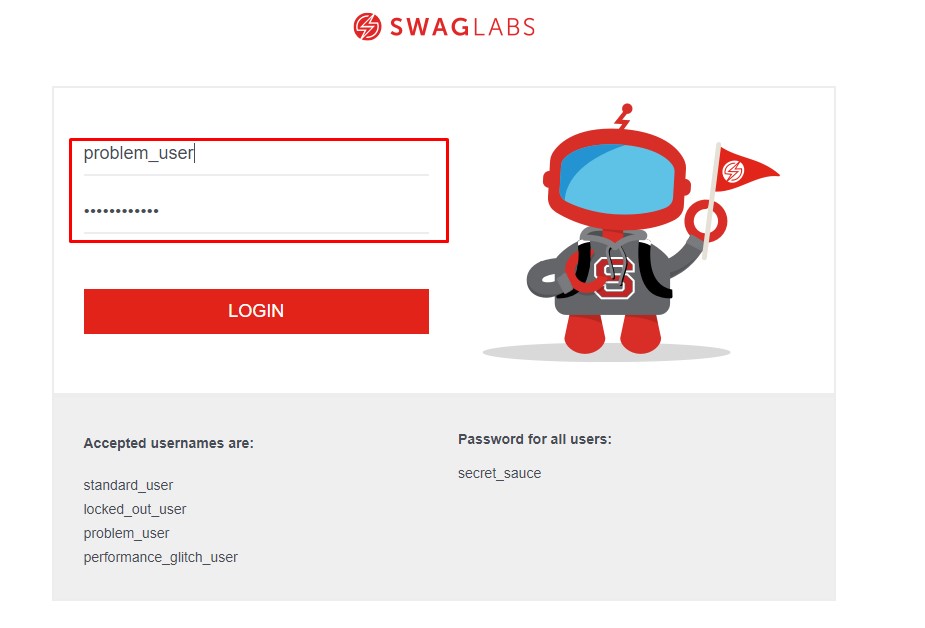 SWAGLABS
problem_user
••••••••••••
LOGIN
Accepted usernames are:
standard_user
locked_out_user
problem_user
performance_glitch_user
Password for all users:
secret_sauce